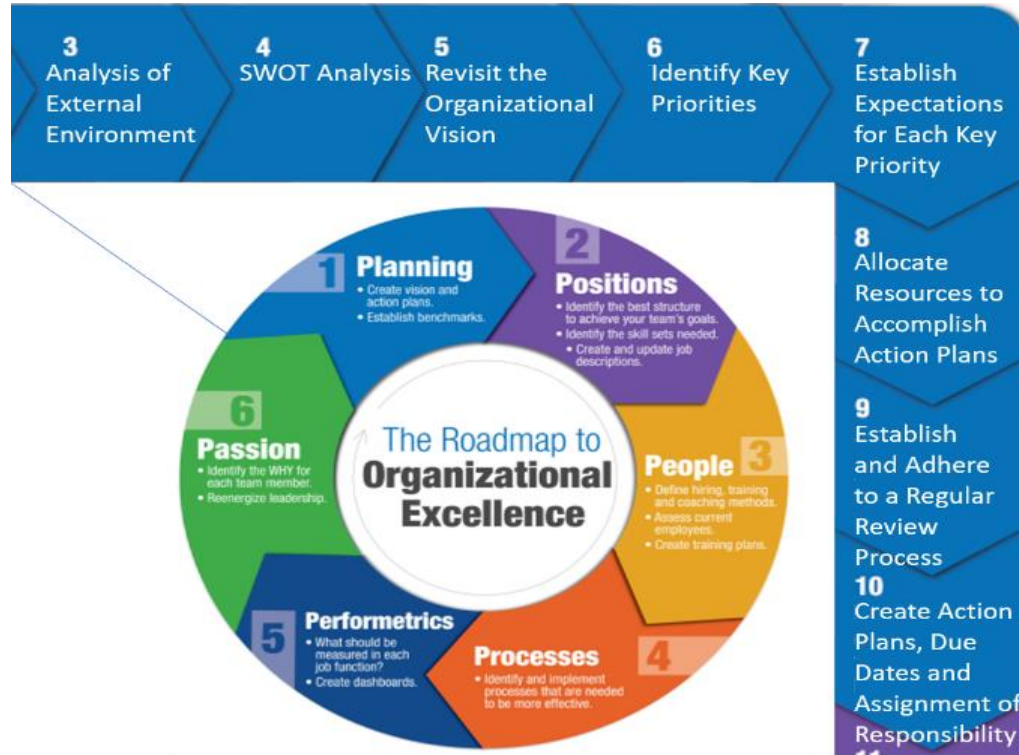 3
Analysis of
External
Environment
4
SWOT Analysis
5
Revisit the
Organizational
Vision
6
Identify Key
Priorities
7
Establish
Expectations
for Each Key
Priority
8
Allocate
Resources to
Accomplish
Action Plans
9
Establish
and Adhere
to a Regular
Review
Process
10
Create Action
Plans, Due
Dates and
Assignment of
Responsibility
11
The Roadmap to
Organizational
Excellence
1
Planning
• Create vision and
action plans.
• Establish benchmarks.
2
Positions
• Identify the best structure
to achieve your team's goals.
• Identify the skill sets needed.
• Create and update job
descriptions.
People 3
• Define hiring, training
and coaching methods.
• Assess current
employees.
• Create training plans.
Processes 4
• Identify and implement
processes that are needed
to be more effective.
5
Performetrics
• What should be
measured in each
job function?
• Create dashboards.
6
Passion
• Identify the WHY for
each team member.
• Reenergize leadership.